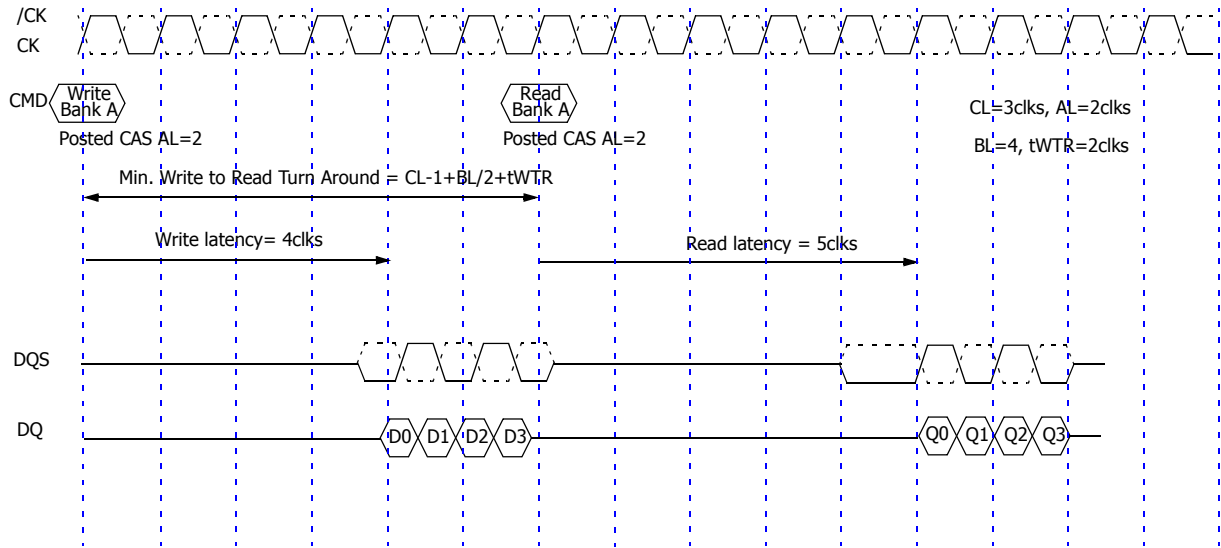 /CK
CK
CMD
Write
Bank A
Read
Bank A
CL=3clks, AL=2clks
Posted CAS AL=2
Posted CAS AL=2
BL=4, tWTR=2clks
Min. Write to Read Turn Around = CL-1+BL/2+tWTR
Write latency= 4clks
Read latency = 5clks
DQS
DQ
D0
D1
D2
D3
Q0
Q1
Q2
Q3